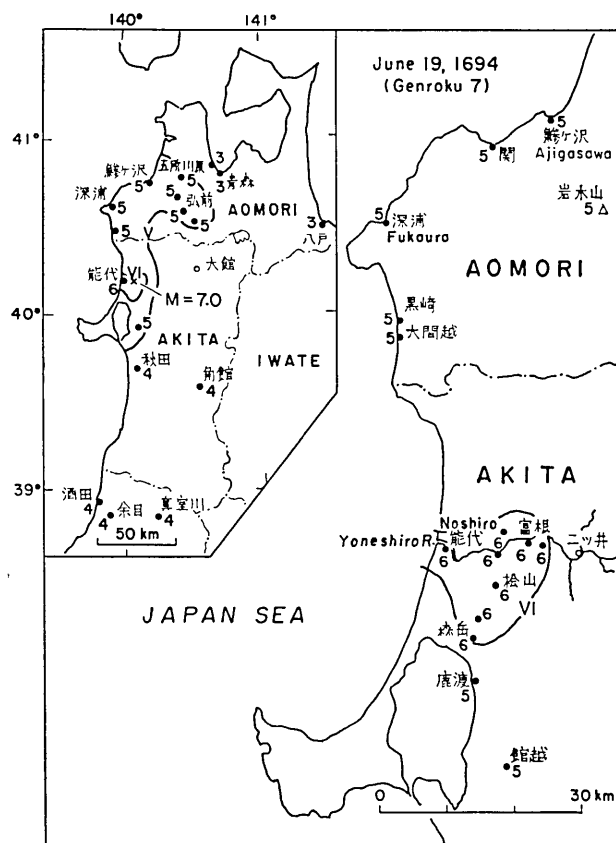 140°
141°
41°
40°
39°
鰺ケ沢
5
五所川原
5
3
3
青森
5
弘前
5
5
深浦
5
5
V
AOMORI
3
八戸
能代
VI
6
M=7.0
大館
5
AKITA
秋田
4
角館
4
IWATE
酒田
4
余目
4
真室川
4
50 km
JAPAN SEA
June 19, 1694
(Genroku 7)
5
鰺ケ沢
Ajigasawa
5
関
岩木山
5
5
深浦
Fukaura
AOMORI
黒崎
5
大間越
5
AKITA
Noshiro
能代
富根
Yoneshiro R.
二ツ井
6
6
6
6
6
桧山
6
VI
6
森岳
6
鹿渡
5
館越
5
0
30 km